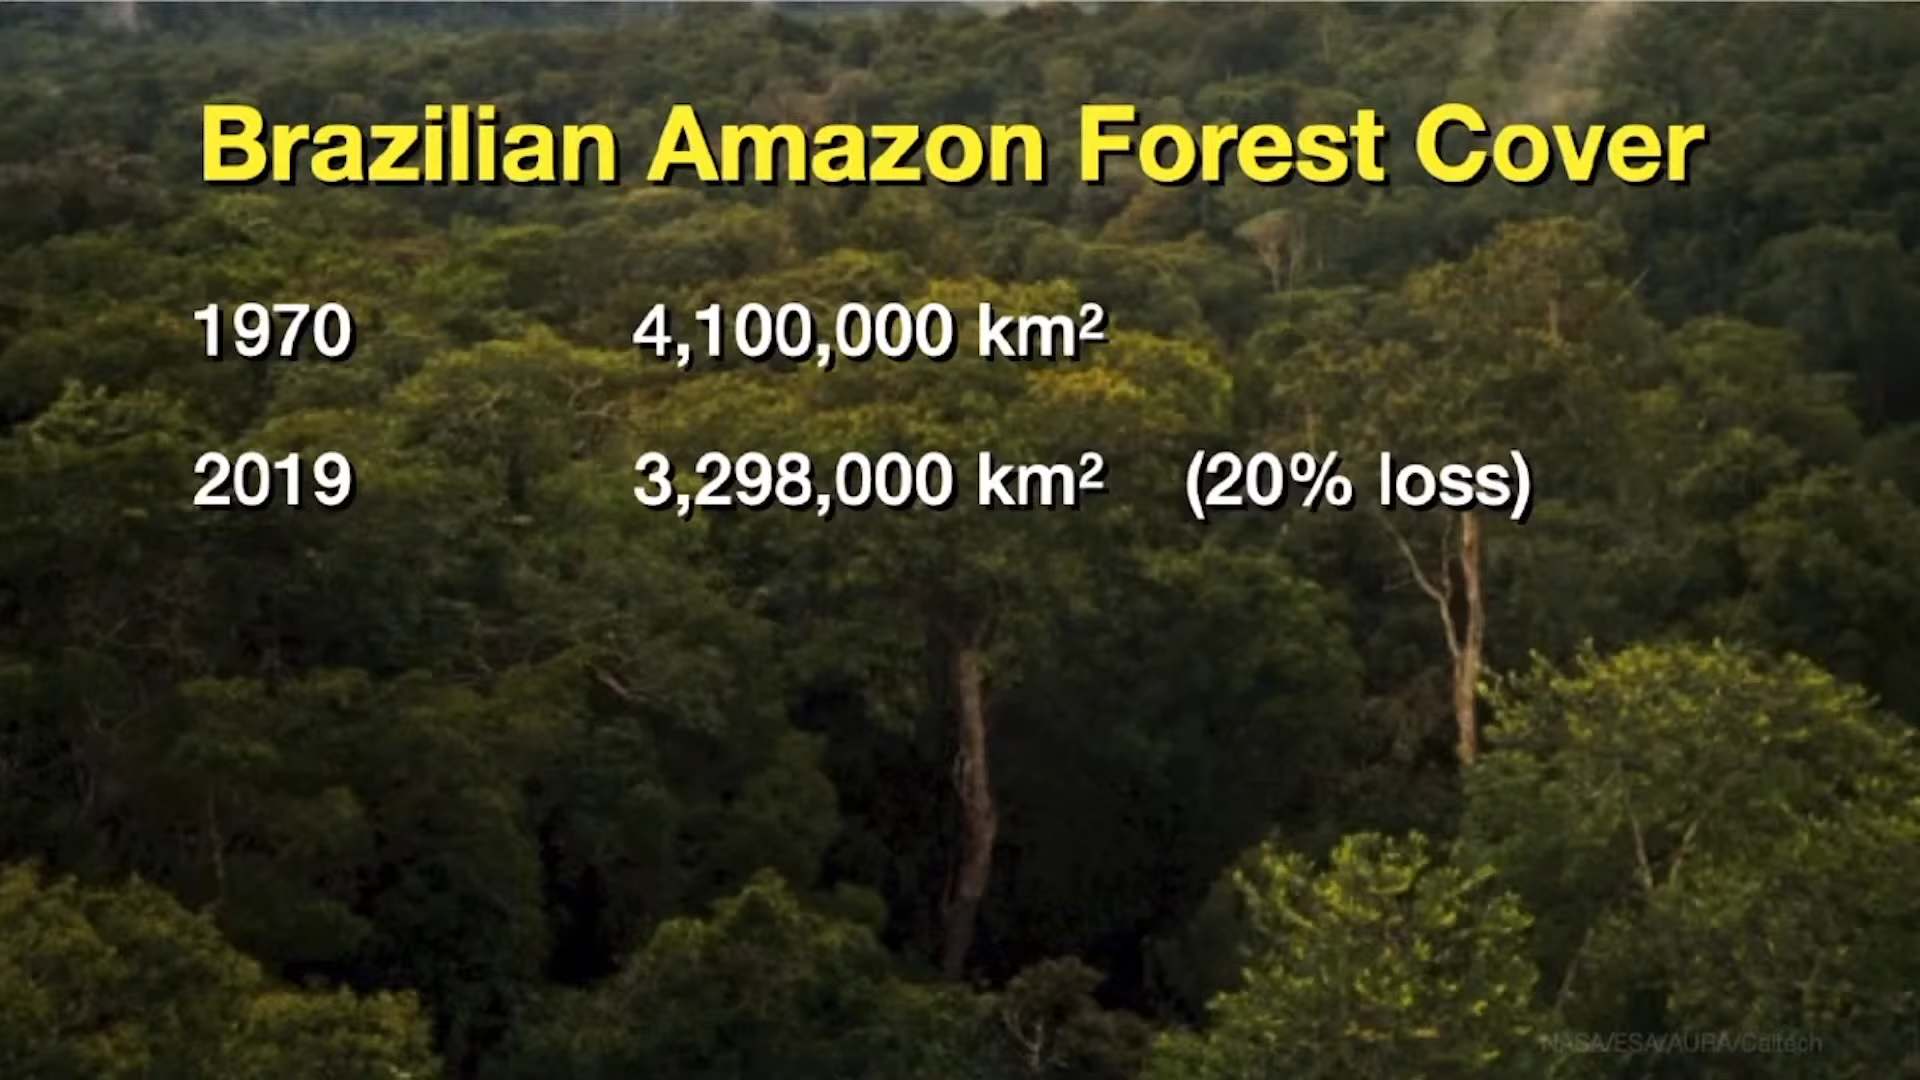 Brazilian Amazon Forest Cover
1970 4,100,000 km²
2019 3,298,000 km² (20% loss)
NASA/ESA/AURA/Caltech